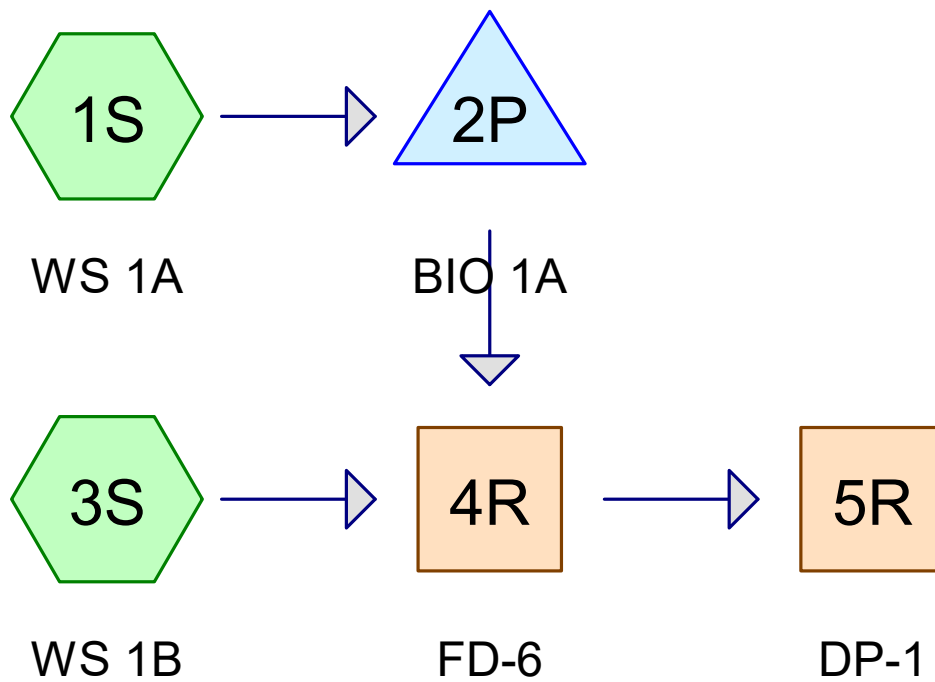 1S
2P
WS 1A
BIO 1A
3S
4R
5R
WS 1B
FD-6
DP-1